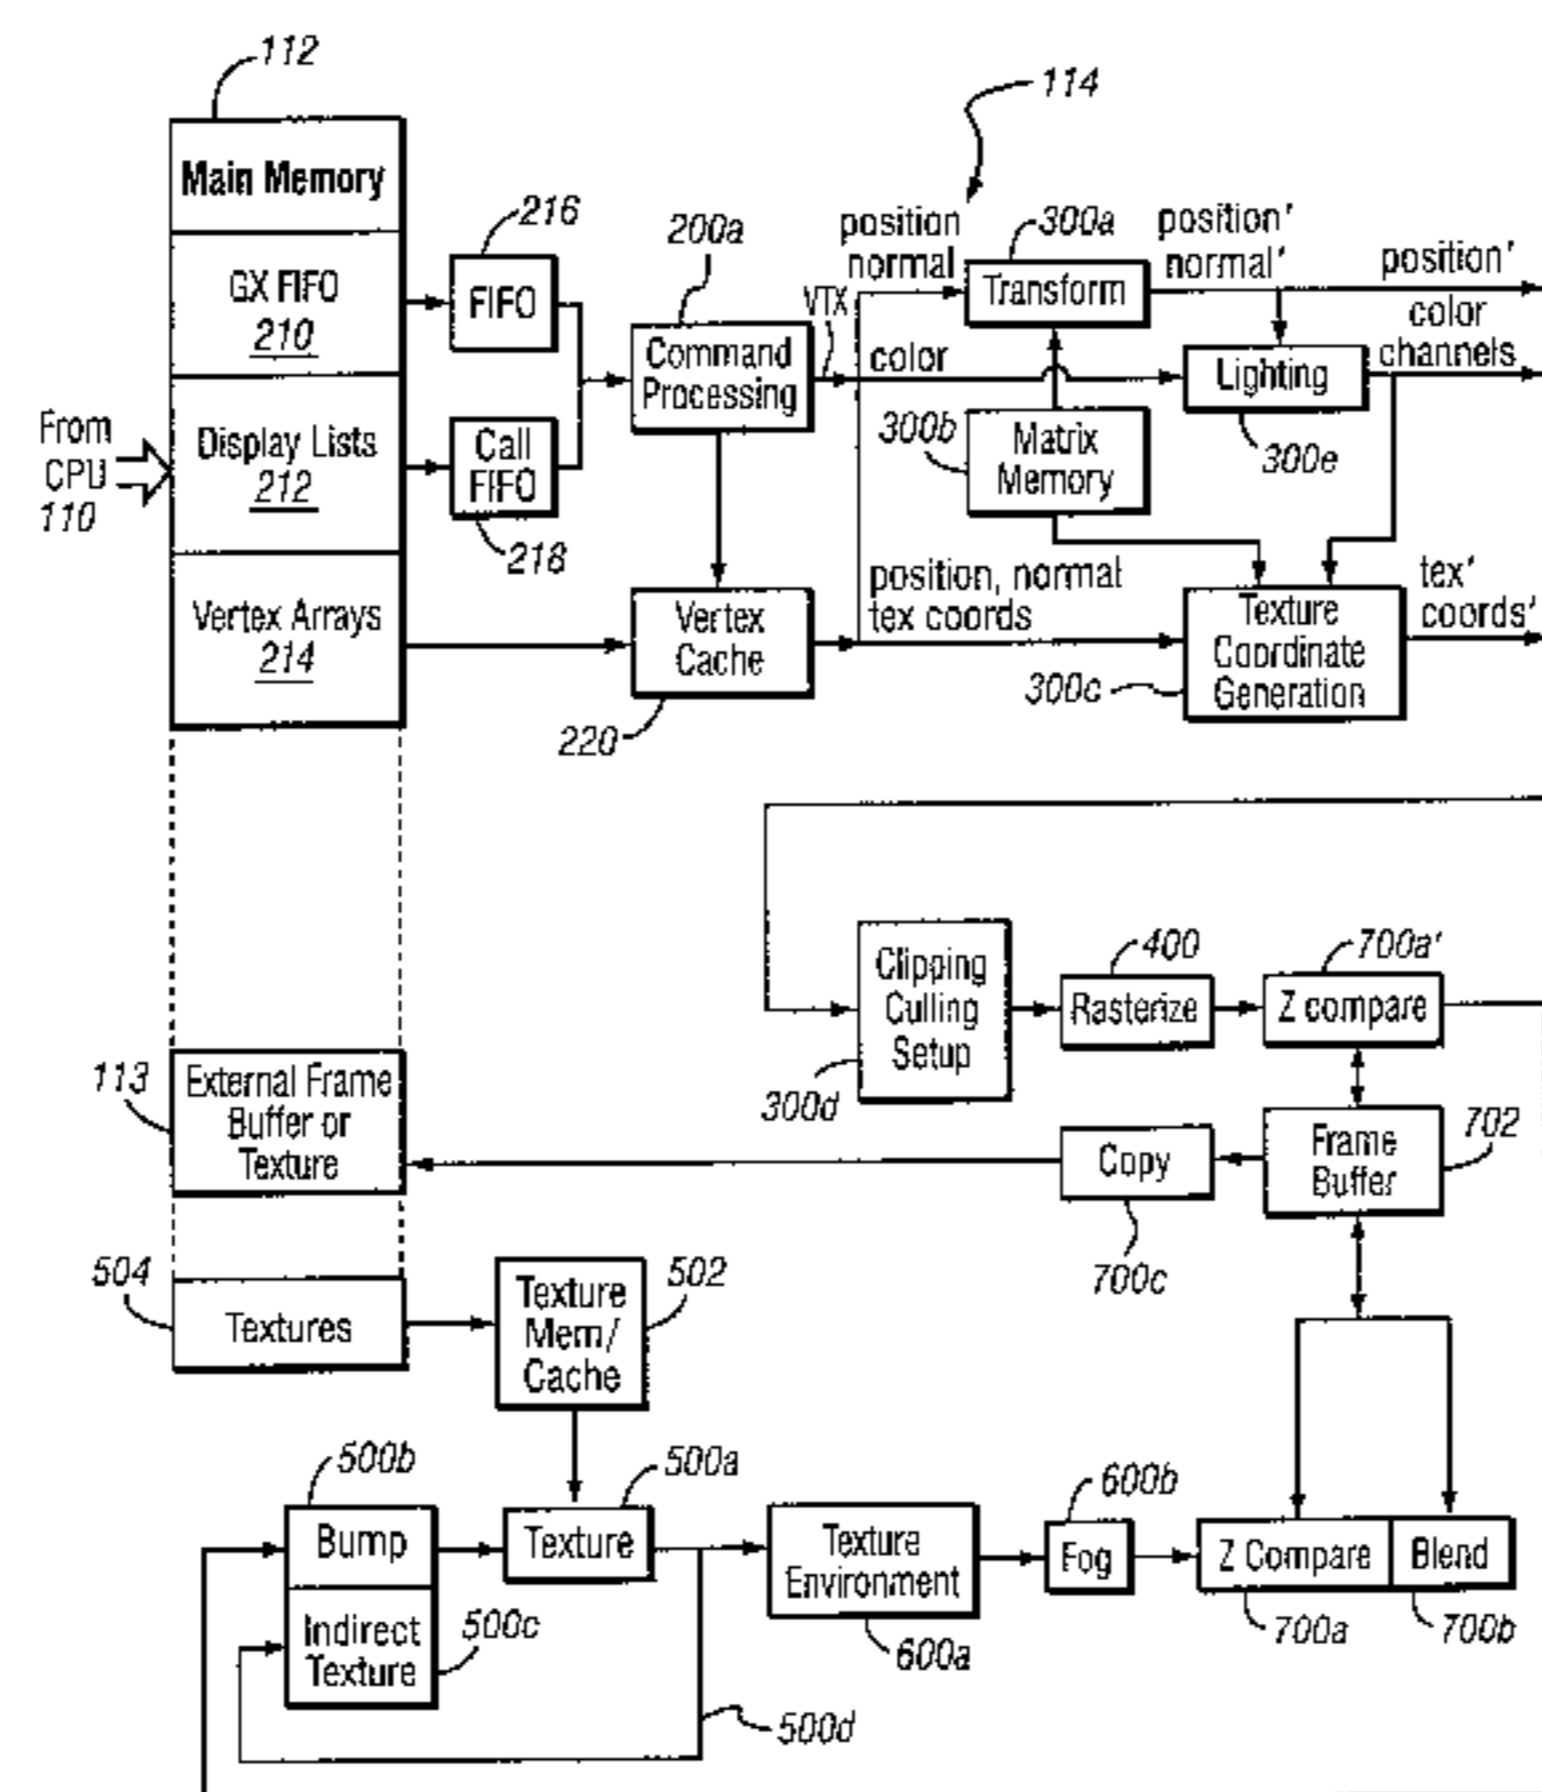 112
114
Main Memory
GX FIFO
210
Display Lists
212
Vertex Arrays
214
From
CPU
110
216
FIFO
Call
FIFO
218
200a
Command
Processing
Vertex
Cache
220
VTX
position
normal
300a
Transform
position'
normal'
position'
color
channels
color
Lighting
300e
300b
Matrix
Memory
position, normal
tex coords
300c
Texture
Coordinate
Generation
tex'
coords'
Clipping
Culling
Setup
300d
400
Rasterize
700a'
Z compare
113
External Frame
Buffer or
Texture
Copy
700c
Frame
Buffer
702
504
Textures
Texture
Mem/
Cache
502
500b
Bump
Indirect
Texture
500c
500a
Texture
500d
Texture
Environment
600a
600b
Fog
Z Compare
Blend
700a
700b